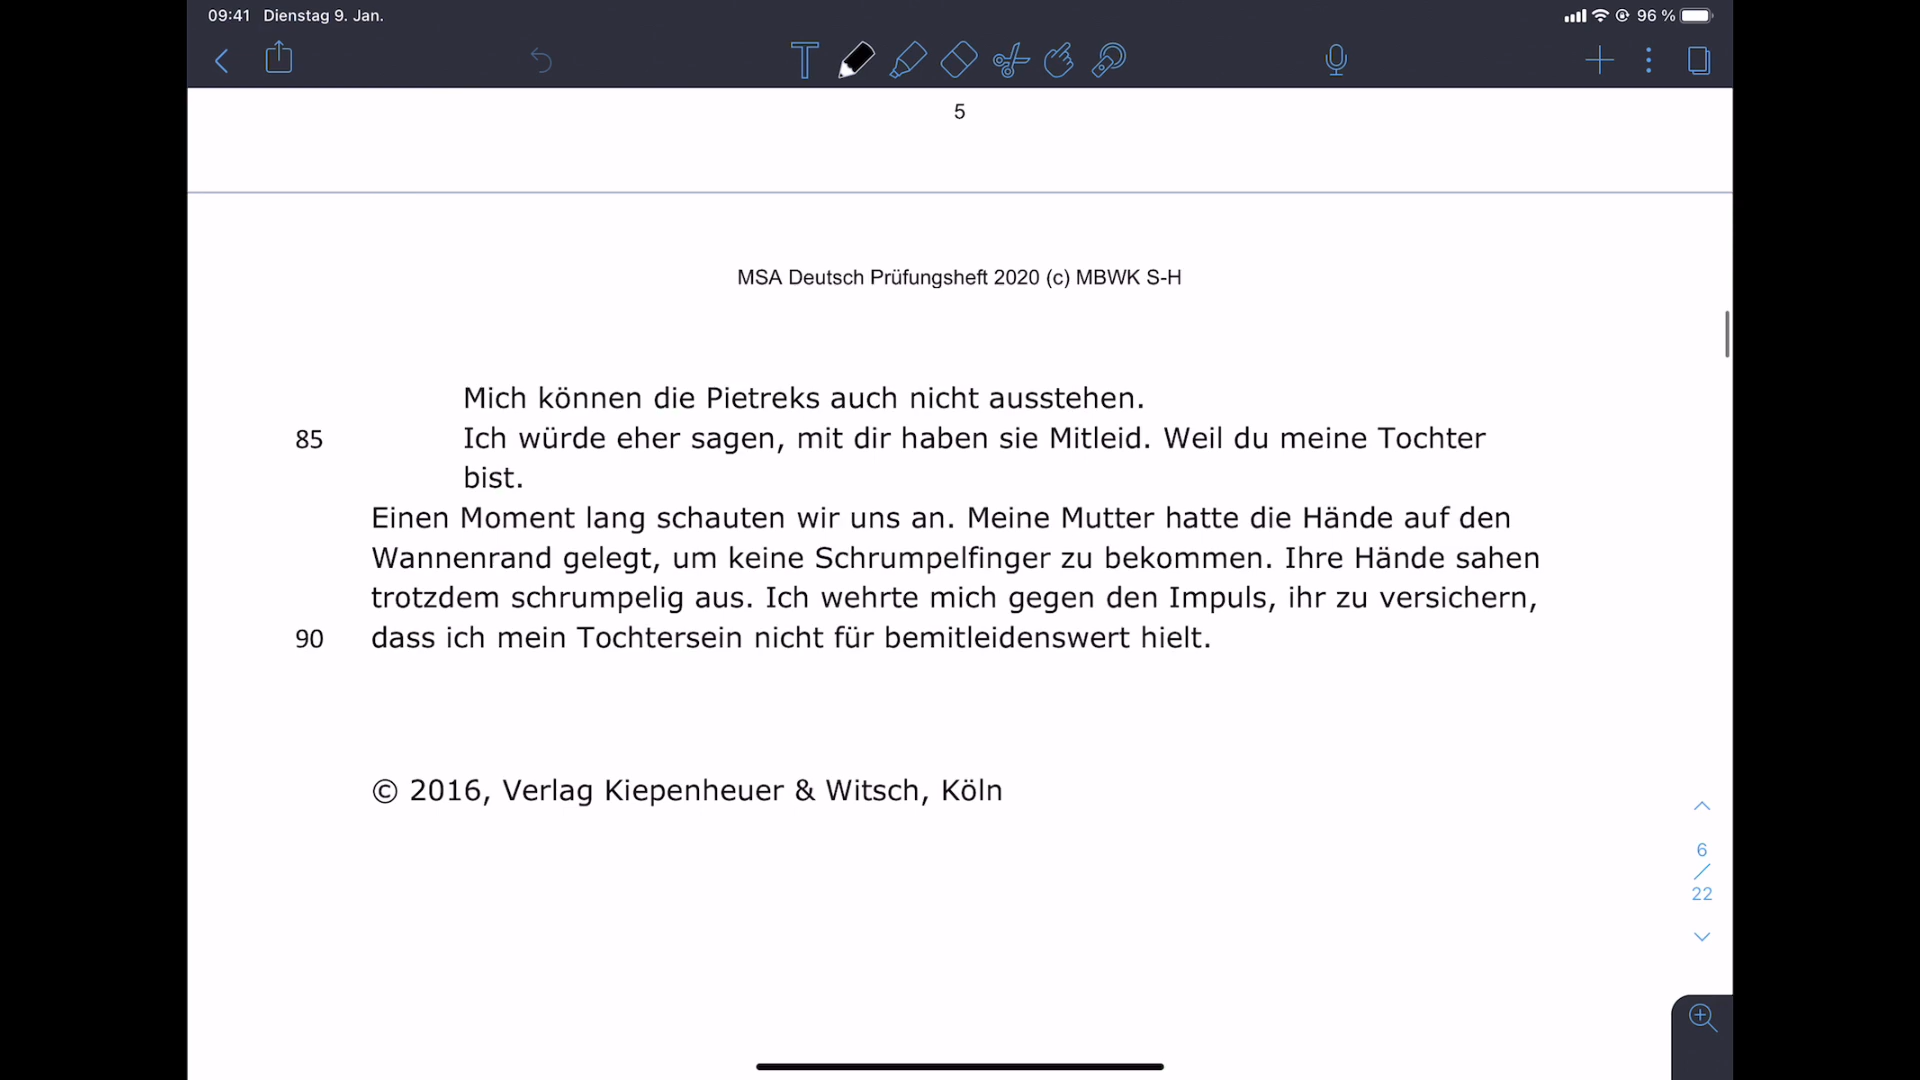 09:41 Dienstag 9. Jan. 96 %
5
MSA Deutsch Prüfungsheft 2020 (c) MBWK S-H
Mich können die Pietreks auch nicht ausstehen.
85 Ich würde eher sagen, mit dir haben sie Mitleid. Weil du meine Tochter
bist.
Einen Moment lang schauten wir uns an. Meine Mutter hatte die Hände auf den
Wannenrand gelegt, um keine Schrumpelfinger zu bekommen. Ihre Hände sahen
trotzdem schrumpelig aus. Ich wehrte mich gegen den Impuls, ihr zu versichern,
90 dass ich mein Tochtersein nicht für bemitleidenswert hielt.
© 2016, Verlag Kiepenheuer & Witsch, Köln
6
/
22